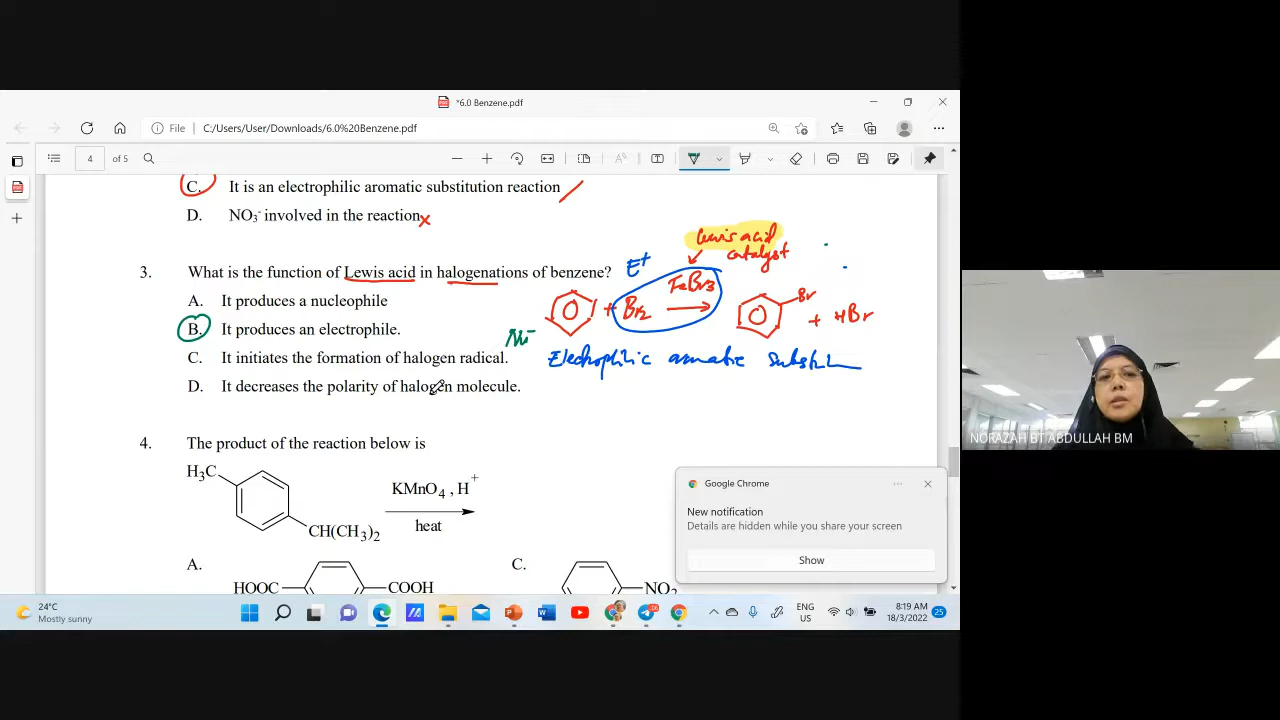 *6.0 Benzene.pdf
File C:/Users/User/Downloads/6.0%20Benzene.pdf
4 of 5
C. It is an electrophilic aromatic substitution reaction
D. NO3- involved in the reaction x
Lewis acid
catalyst
3. What is the function of Lewis acid in halogenations of benzene?
E+
FeBr3
A. It produces a nucleophile
+ Br2
Br
+ HBr
B. It produces an electrophile.
Nu-
C. It initiates the formation of halogen radical.
Electrophilic aromatic
D. It decreases the polarity of halogen molecule.
NORAZAH BT ABDULLAH BM
4. The product of the reaction below is
H3C
KMnO4 , H+
heat
CH(CH3)2
Google Chrome
New notification
Details are hidden while you share your screen
Show
A.
C.
HOOC
COOH
NO2
24°C
Mostly sunny
16
ENG
US
8:19 AM
18/3/2022
25